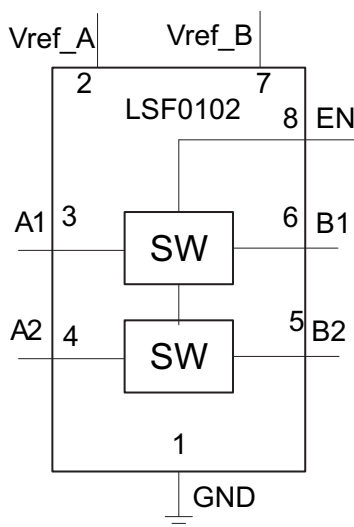 Vref_A
Vref_B
2
7
LSF0102
8
EN
A1
3
SW
6
B1
A2
4
SW
5
B2
1
GND